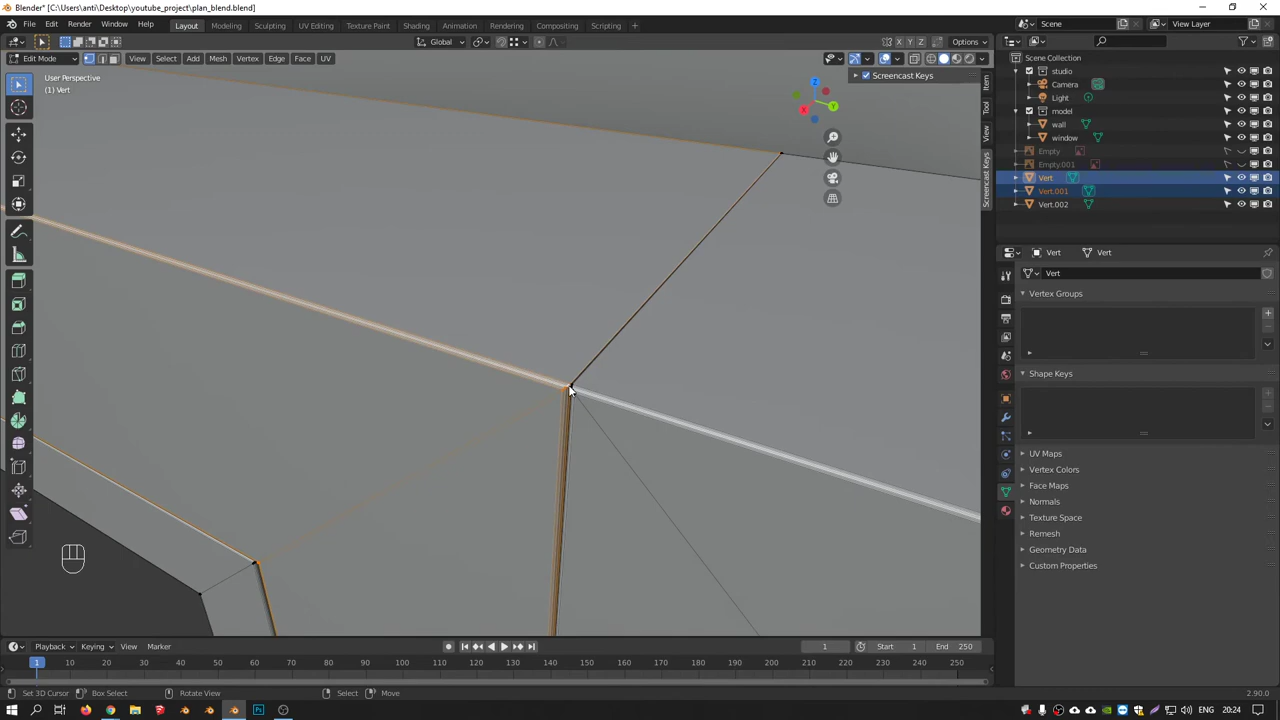 Blender* [C:\Users\anti\Desktop\youtube_project\plan_blend.blend]
File Edit Render Window Help Layout Modeling Sculpting UV Editing Texture Paint Shading Animation Rendering Compositing Scripting + Scene View Layer
Global Options
Edit Mode View Select Add Mesh Vertex Edge Face UV
User Perspective
(1) Vert
Screencast Keys
X Y Z
Z
Y
X
Item
Tool
View
Screencast Keys
Scene Collection
studio
Camera
Light
model
wall
window
Empty
Empty.001
Vert
Vert.001
Vert.002
Vert Vert
Vert
Vertex Groups
Shape Keys
UV Maps
Vertex Colors
Face Maps
Normals
Texture Space
Remesh
Geometry Data
Custom Properties
Playback Keying View Marker 1 Start 1 End 250
1 10 20 30 40 50 60 70 80 90 100 110 120 130 140 150 160 170 180 190 200 210 220 230 240 250
Set 3D Cursor Box Select Rotate View Select Move 2.90.0
ENG 20:24